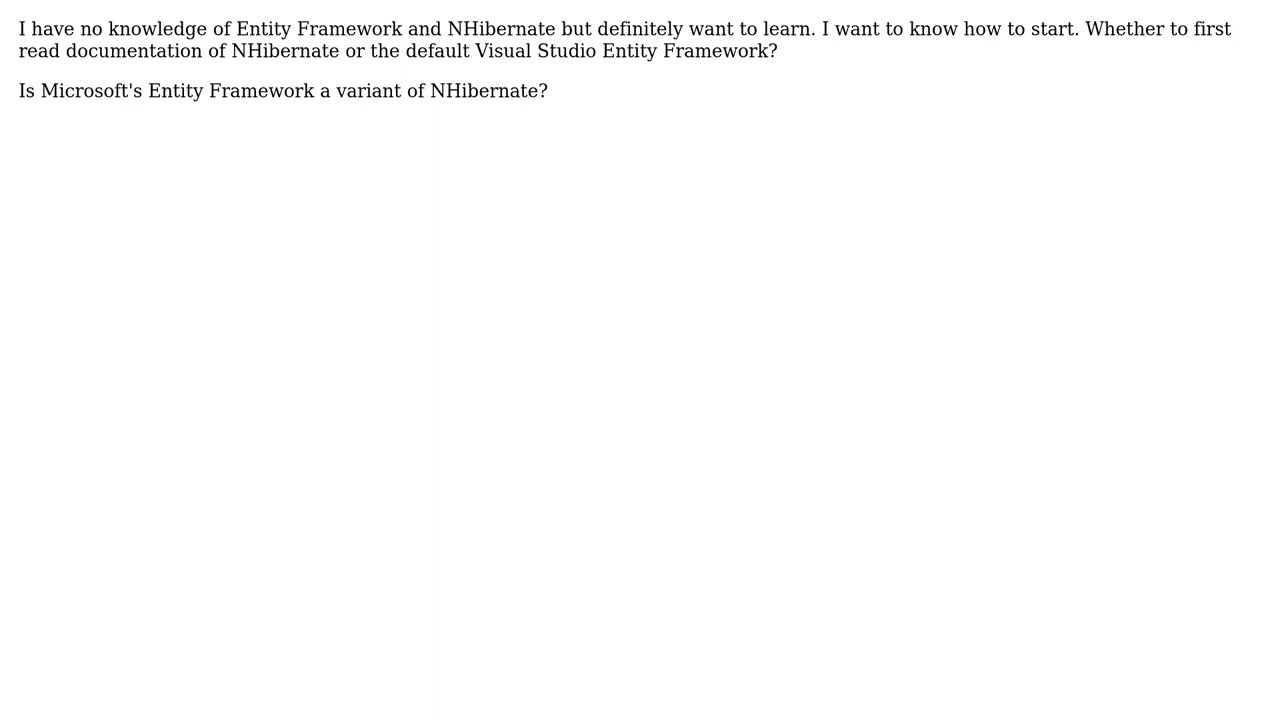 I have no knowledge of Entity Framework and NHibernate but definitely want to learn. I want to know how to start. Whether to first
read documentation of NHibernate or the default Visual Studio Entity Framework?
Is Microsoft's Entity Framework a variant of NHibernate?